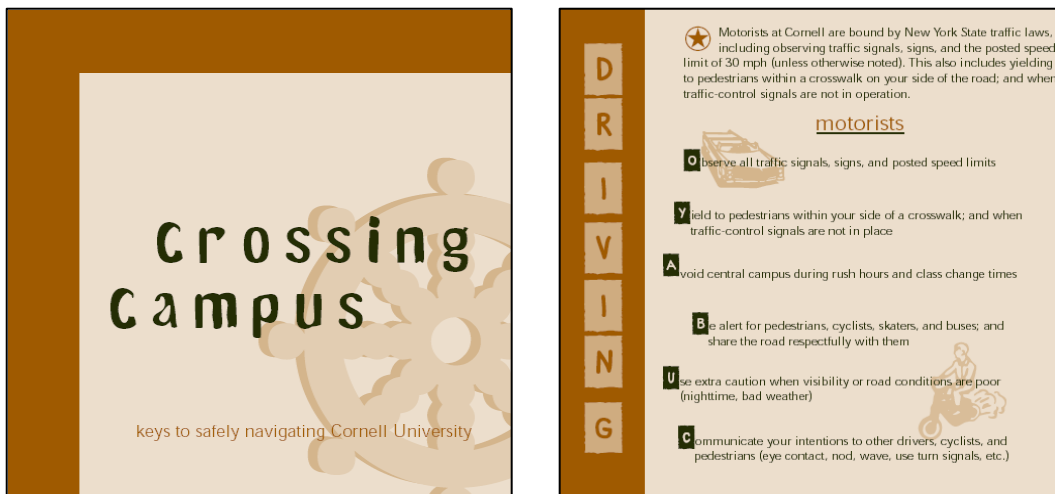 Crossing
Campus
keys to safely navigating Cornell University
DRIVING
Motorists at Cornell are bound by New York State traffic laws,
including observing traffic signals, signs, and the posted speed
limit of 30 mph (unless otherwise noted). This also includes yielding
to pedestrians within a crosswalk on your side of the road; and when
traffic-control signals are not in operation.
motorists
Observe all traffic signals, signs, and posted speed limits
Yield to pedestrians within your side of a crosswalk; and when
traffic-control signals are not in place
Avoid central campus during rush hours and class change times
Be alert for pedestrians, cyclists, skaters, and buses; and
share the road respectfully with them
Use extra caution when visibility or road conditions are poor
(nighttime, bad weather)
Communicate your intentions to other drivers, cyclists, and
pedestrians (eye contact, nod, wave, use turn signals, etc.)